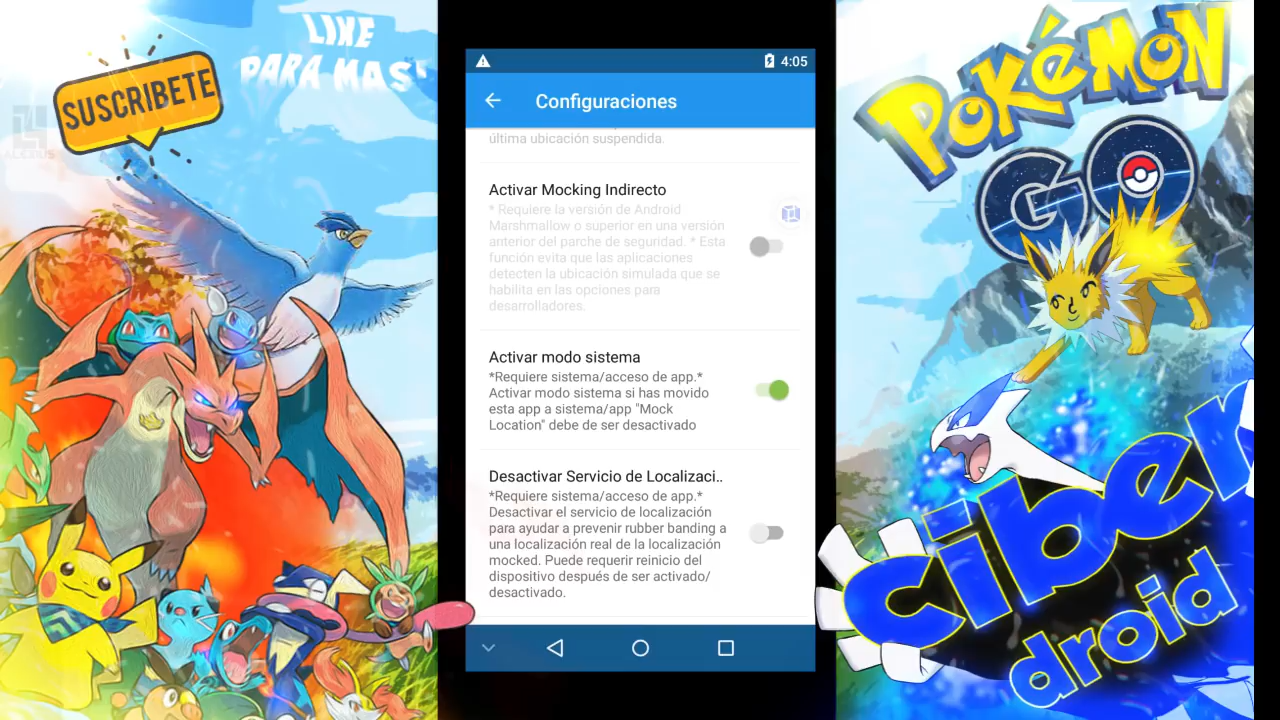 LIKE
PARA MAS
SUSCRIBETE
ALEXIUS
4:05
Configuraciones
última ubicación suspendida.
Activar Mocking Indirecto
* Requiere la versión de Android
Marshmallow o superior en una versión
anterior del parche de seguridad. * Esta
función evita que las aplicaciones
detecten la ubicación simulada que se
habilita en las opciones para
desarrolladores.
Activar modo sistema
*Requiere sistema/acceso de app.*
Activar modo sistema si has movido
esta app a sistema/app "Mock
Location" debe de ser desactivado
Desactivar Servicio de Localizaci..
*Requiere sistema/acceso de app.*
Desactivar el servicio de localización
para ayudar a prevenir rubber banding a
una localización real de la localización
mocked. Puede requerir reinicio del
dispositivo después de ser activado/
desactivado.
POKéMON
GO
ciber
droid